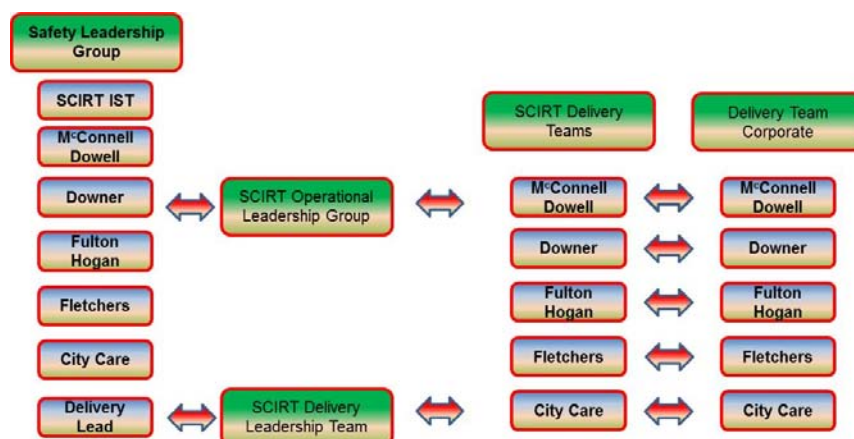 Safety Leadership
Group
SCIRT IST
McConnell
Dowell
Downer
Fulton
Hogan
Fletchers
City Care
Delivery
Lead
SCIRT Operational
Leadership Group
SCIRT Delivery
Leadership Team
SCIRT Delivery
Teams
McConnell
Dowell
Downer
Fulton
Hogan
Fletchers
City Care
Delivery Team
Corporate
McConnell
Dowell
Downer
Fulton
Hogan
Fletchers
City Care